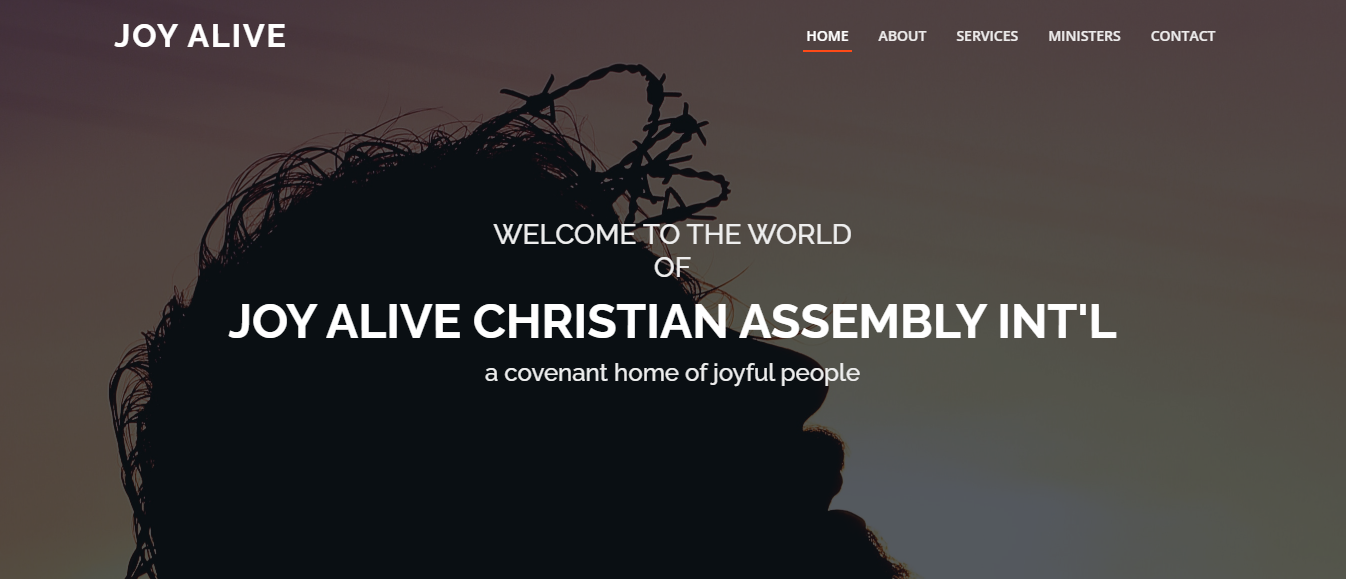 JOY ALIVE
HOME ABOUT SERVICES MINISTERS CONTACT
WELCOME TO THE WORLD
OF
JOY ALIVE CHRISTIAN ASSEMBLY INT'L
a covenant home of joyful people